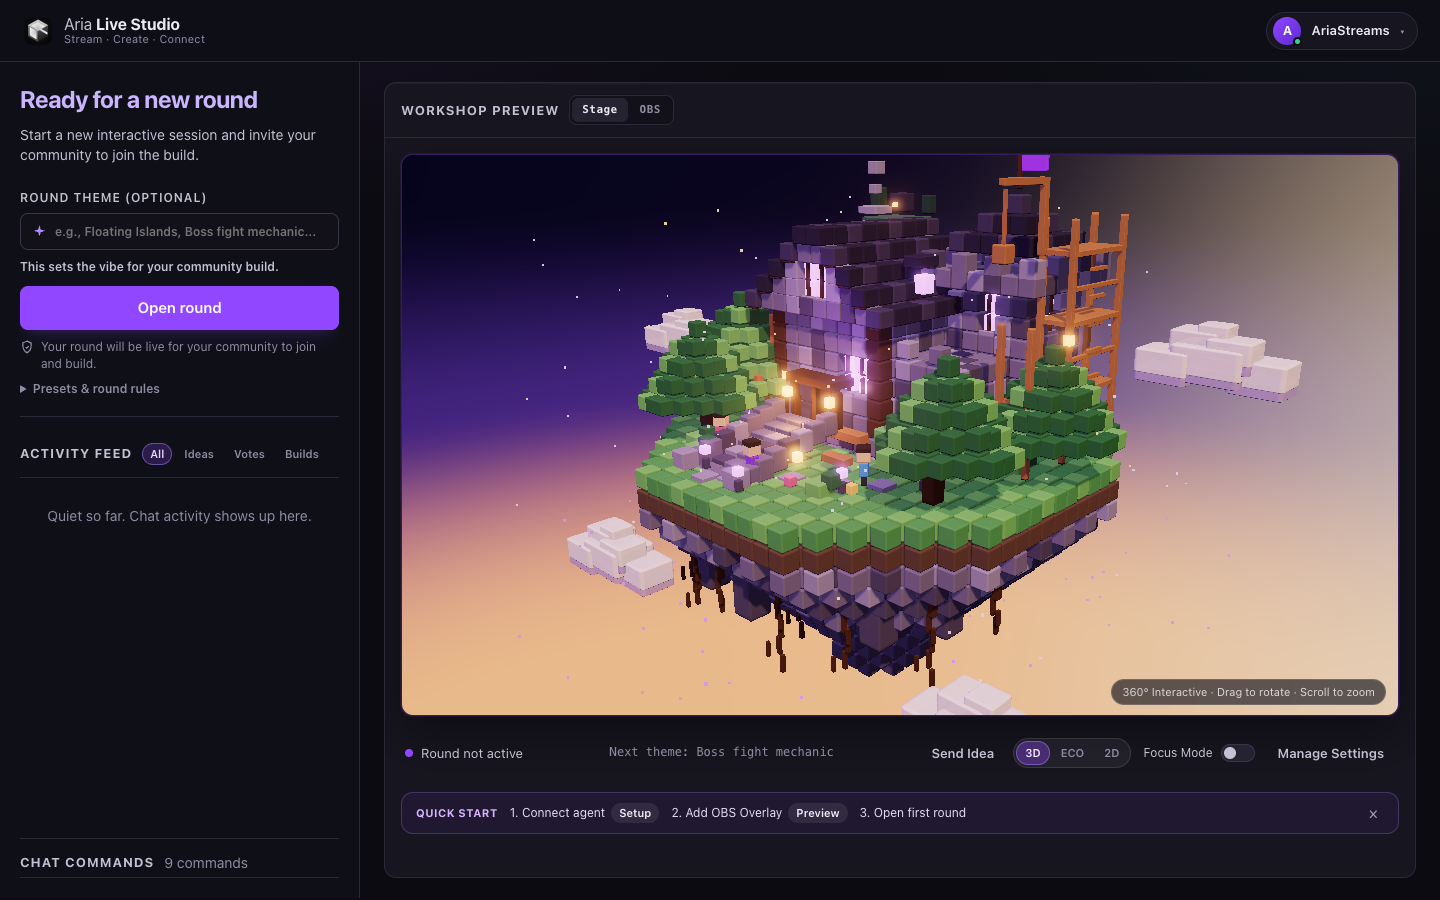 Aria Live Studio
Stream · Create · Connect
A
AriaStreams
Ready for a new round
Start a new interactive session and invite your
community to join the build.
ROUND THEME (OPTIONAL)
e.g., Floating Islands, Boss fight mechanic...
This sets the vibe for your community build.
Open round
Your round will be live for your community to join
and build.
Presets & round rules
ACTIVITY FEED All Ideas Votes Builds
Quiet so far. Chat activity shows up here.
CHAT COMMANDS 9 commands
WORKSHOP PREVIEW Stage OBS
360° Interactive · Drag to rotate · Scroll to zoom
Round not active
Next theme: Boss fight mechanic
Send Idea
3D ECO 2D
Focus Mode
Manage Settings
QUICK START 1. Connect agent Setup 2. Add OBS Overlay Preview 3. Open first round